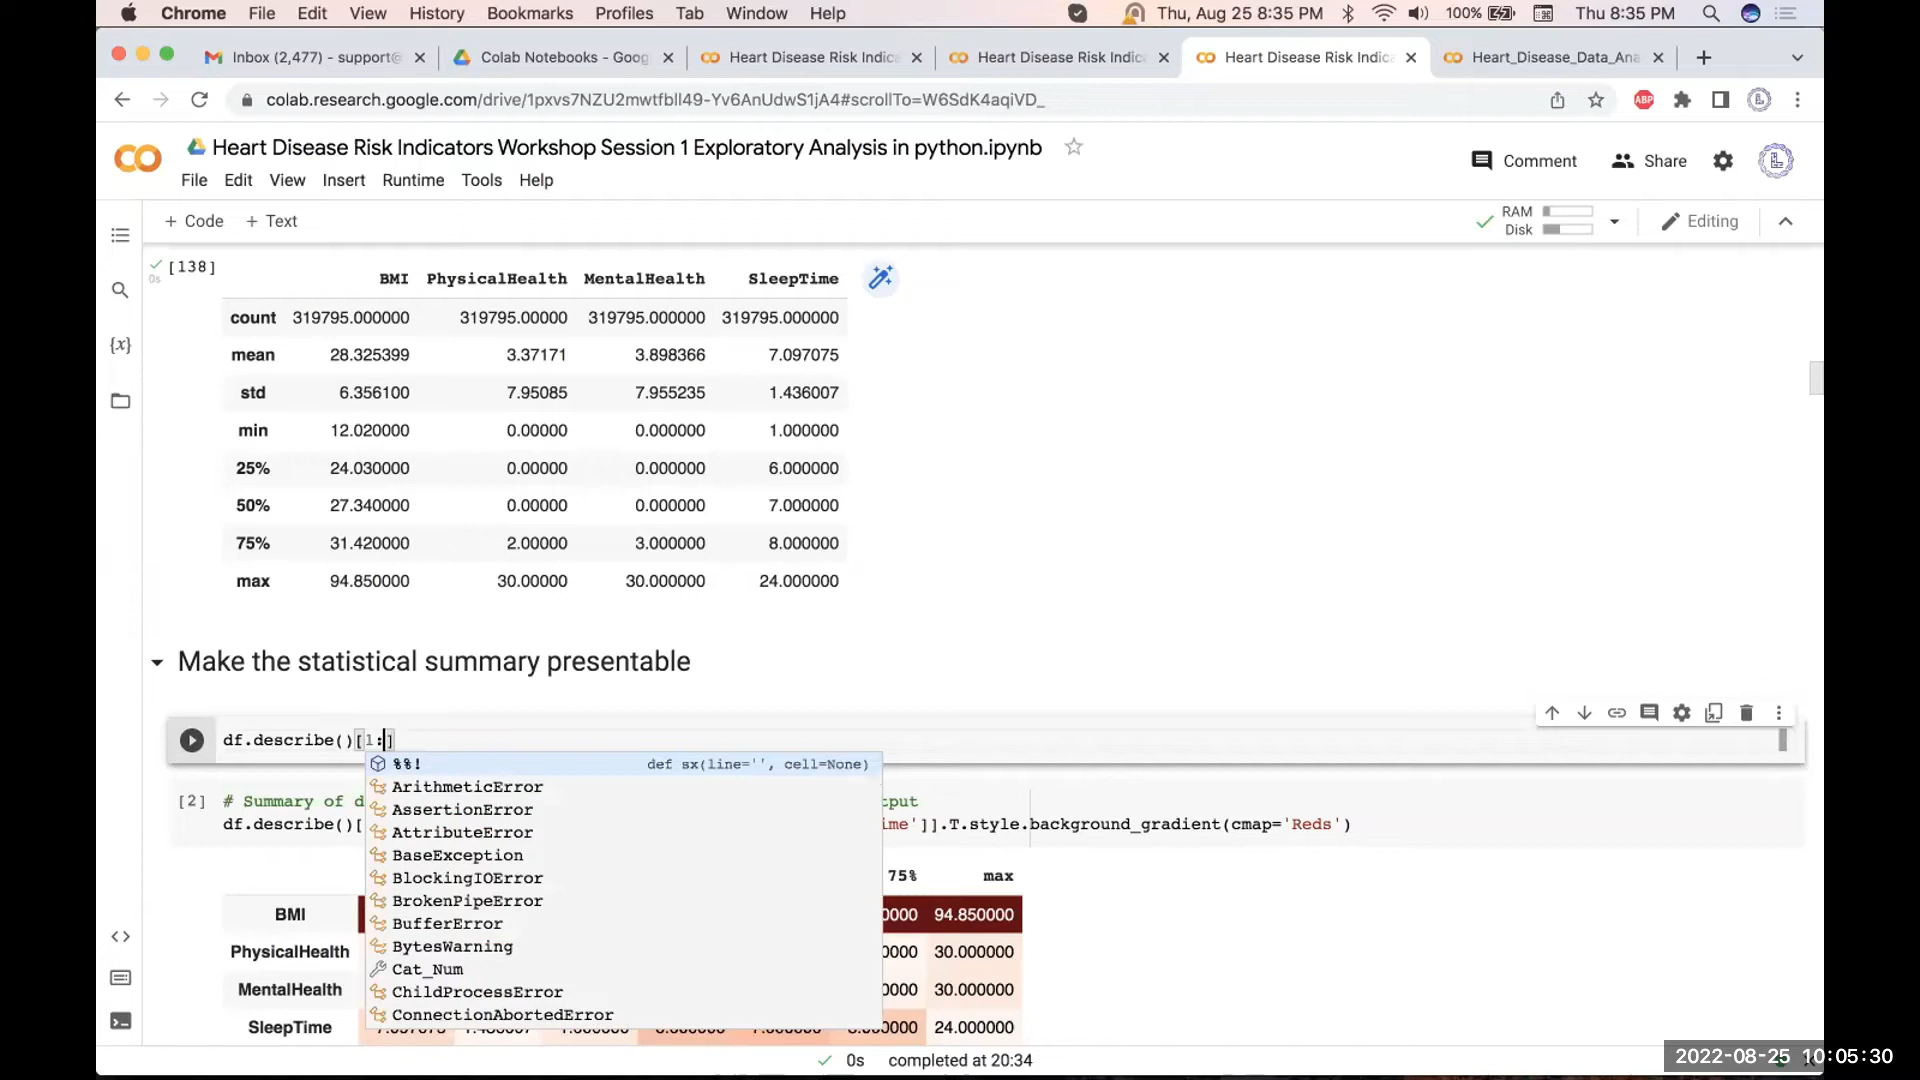 Chrome File Edit View History Bookmarks Profiles Tab Window Help Thu, Aug 25 8:35 PM 100% Thu 8:35 PM
Inbox (2,477) - support@ Colab Notebooks - Goog Heart Disease Risk Indica Heart Disease Risk Indic Heart Disease Risk Indica Heart_Disease_Data_Ana
colab.research.google.com/drive/1pxvs7NZU2mwtfbll49-Yv6AnUdwS1jA4#scrollTo=W6SdK4aqiVD_ ABP
Heart Disease Risk Indicators Workshop Session 1 Exploratory Analysis in python.ipynb
Comment Share
File Edit View Insert Runtime Tools Help
+ Code + Text RAM Disk Editing
[138]
0s
BMI PhysicalHealth MentalHealth SleepTime
count 319795.000000 319795.00000 319795.000000 319795.000000
mean 28.325399 3.37171 3.898366 7.097075
std 6.356100 7.95085 7.955235 1.436007
min 12.020000 0.00000 0.000000 1.000000
25% 24.030000 0.00000 0.000000 6.000000
50% 27.340000 0.00000 0.000000 7.000000
75% 31.420000 2.00000 3.000000 8.000000
max 94.850000 30.00000 30.000000 24.000000
Make the statistical summary presentable
df.describe()[1:]
%%! def sx(line='', cell=None)
ArithmeticError
AssertionError
AttributeError
BaseException
BlockingIOError
BrokenPipeError
BufferError
BytesWarning
Cat_Num
ChildProcessError
ConnectionAbortedError
[2] # Summary of d tput
df.describe()[ ime']].T.style.background_gradient(cmap='Reds')
75% max
BMI 0000 94.850000
PhysicalHealth 0000 30.000000
MentalHealth 0000 30.000000
SleepTime 0000 24.000000
0s completed at 20:34
2022-08-25 10:05:30